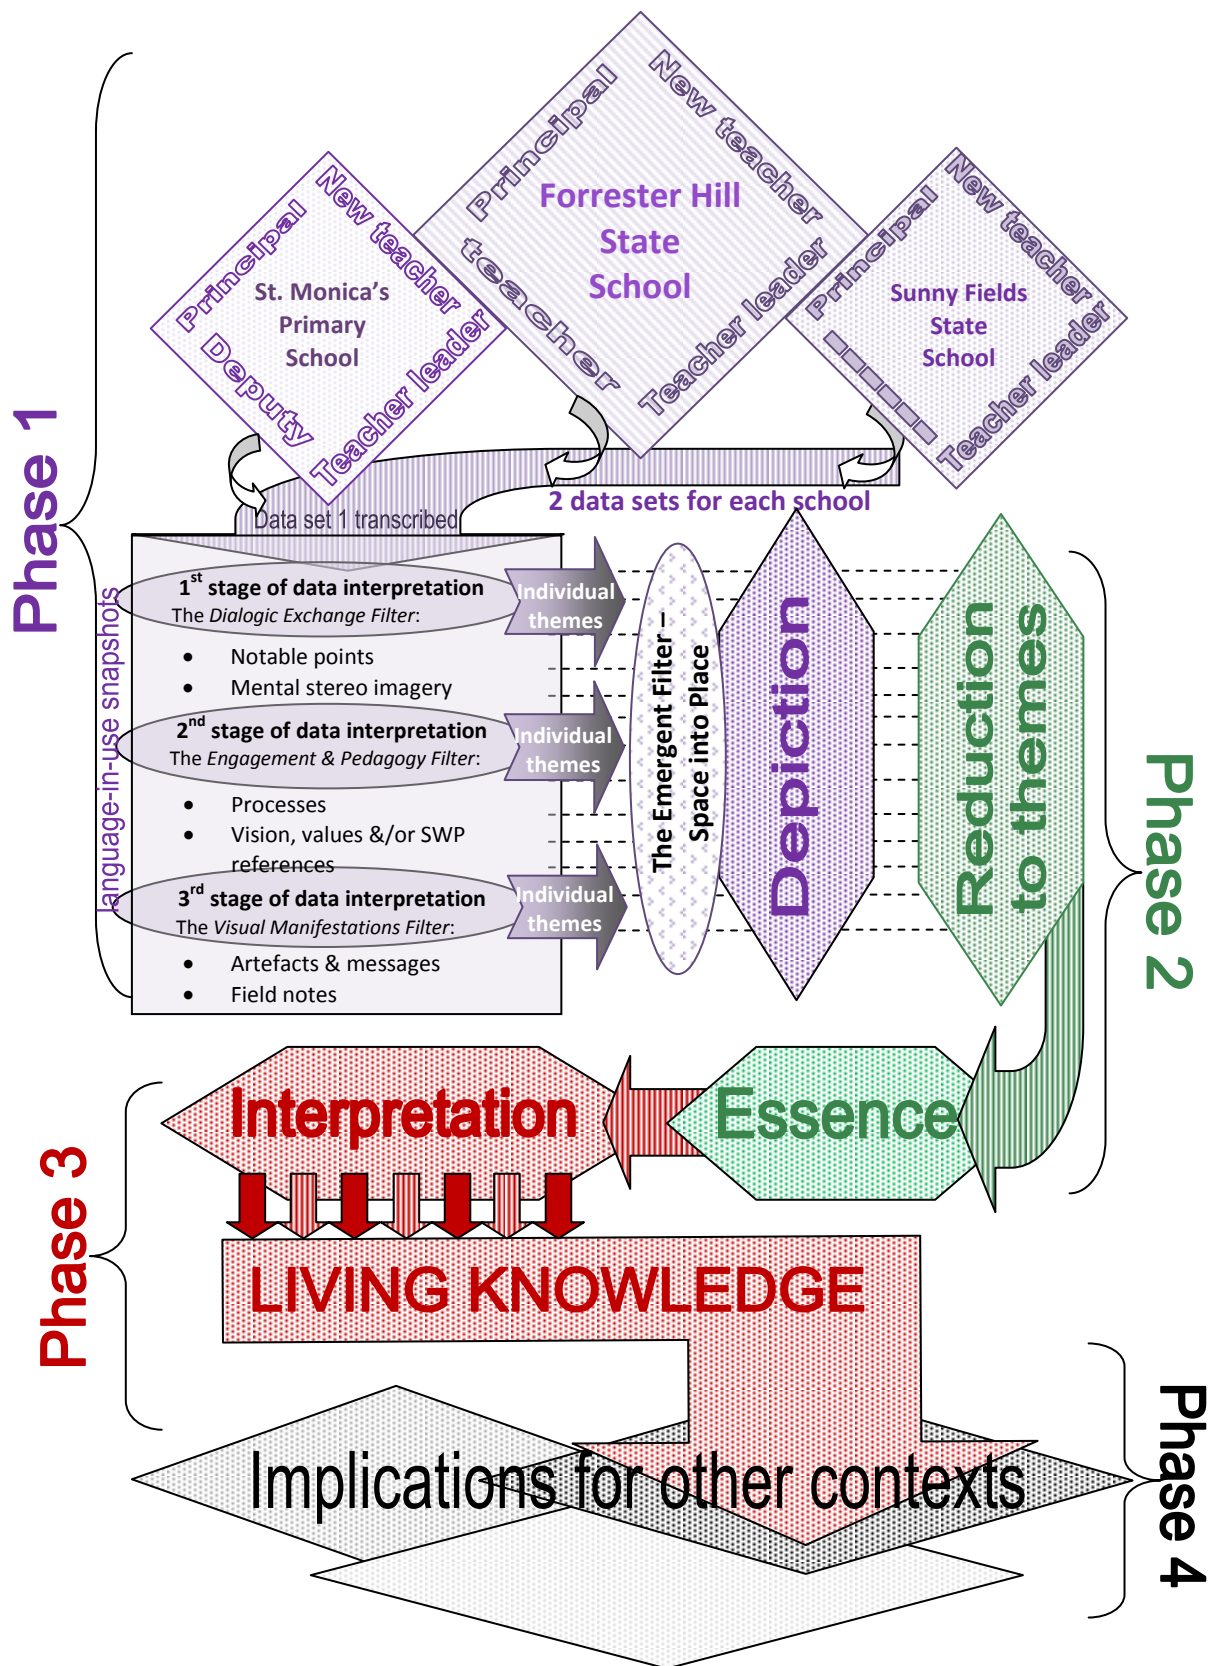 Phase 1
Principal
New teacher
teacher
Teacher leader
Forrester Hill
State
School
Principal
New teacher
Deputy
Teacher leader
St. Monica’s
Primary
School
Principal
New teacher
Teacher leader
Sunny Fields
State
School
2 data sets for each school
Data set 1 transcribed
language-in-use snapshots
1st stage of data interpretation
The Dialogic Exchange Filter:
• Notable points
• Mental stereo imagery
2nd stage of data interpretation
The Engagement & Pedagogy Filter:
• Processes
• Vision, values &/or SWP
references
3rd stage of data interpretation
The Visual Manifestations Filter:
• Artefacts & messages
• Field notes
Individual
themes
Individual
themes
Individual
themes
The Emergent Filter –
Space into Place
Depiction
Reduction
to themes
Phase 2
Essence
Interpretation
Phase 3
LIVING KNOWLEDGE
Implications for other contexts
Phase 4